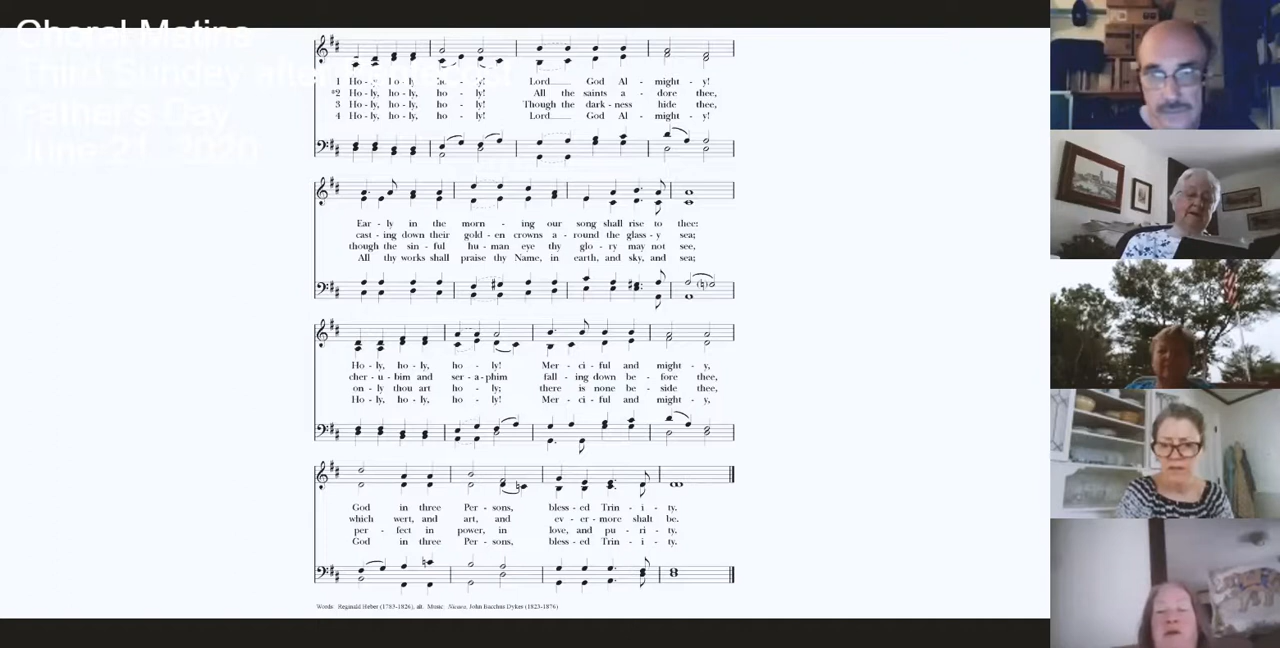 Choral Matins
Third Sunday after
Father's Day
June 21, 2020
1 Ho - ly, ho - ly, ho - ly! Lord God Al - might - y!
*2 Ho - ly, ho - ly, ho - ly! All the saints a - dore thee,
3 Ho - ly, ho - ly, ho - ly! Though the dark - ness hide thee,
4 Ho - ly, ho - ly, ho - ly! Lord God Al - might - y!
Ear - ly in the morn - ing our song shall rise to thee:
cast - ing down their gold - en crowns a - round the glass - y sea;
though the sin - ful hu - man eye thy glo - ry may not see,
All thy works shall praise thy Name, in earth, and sky, and sea;
Ho - ly, ho - ly, ho - ly! Mer - ci - ful and might - y,
cher - u - bim and ser - a - phim fall - ing down be - fore thee,
on - ly thou art ho - ly; there is none be - side thee,
Ho - ly, ho - ly, ho - ly! Mer - ci - ful and might - y,
God in three Per - sons, bless - ed Trin - i - ty.
which wert, and art, and ev - er - more shalt be.
per - fect in power, in love, and pu - ri - ty.
God in three Per - sons, bless - ed Trin - i - ty.
Words: Reginald Heber (1783-1826), alt. Music: Nicaea, John Bacchus Dykes (1823-1876)